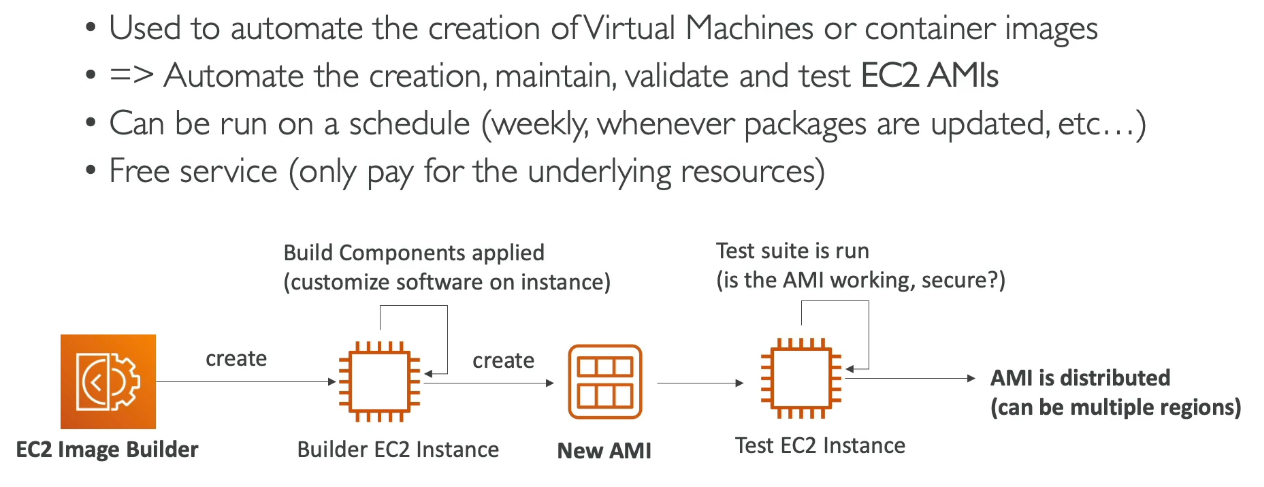 • Used to automate the creation of Virtual Machines or container images
• => Automate the creation, maintain, validate and test EC2 AMIs
• Can be run on a schedule (weekly, whenever packages are updated, etc…)
• Free service (only pay for the underlying resources)
Build Components applied
(customize software on instance)
Test suite is run
(is the AMI working, secure?)
create
create
AMI is distributed
(can be multiple regions)
EC2 Image Builder
Builder EC2 Instance
New AMI
Test EC2 Instance